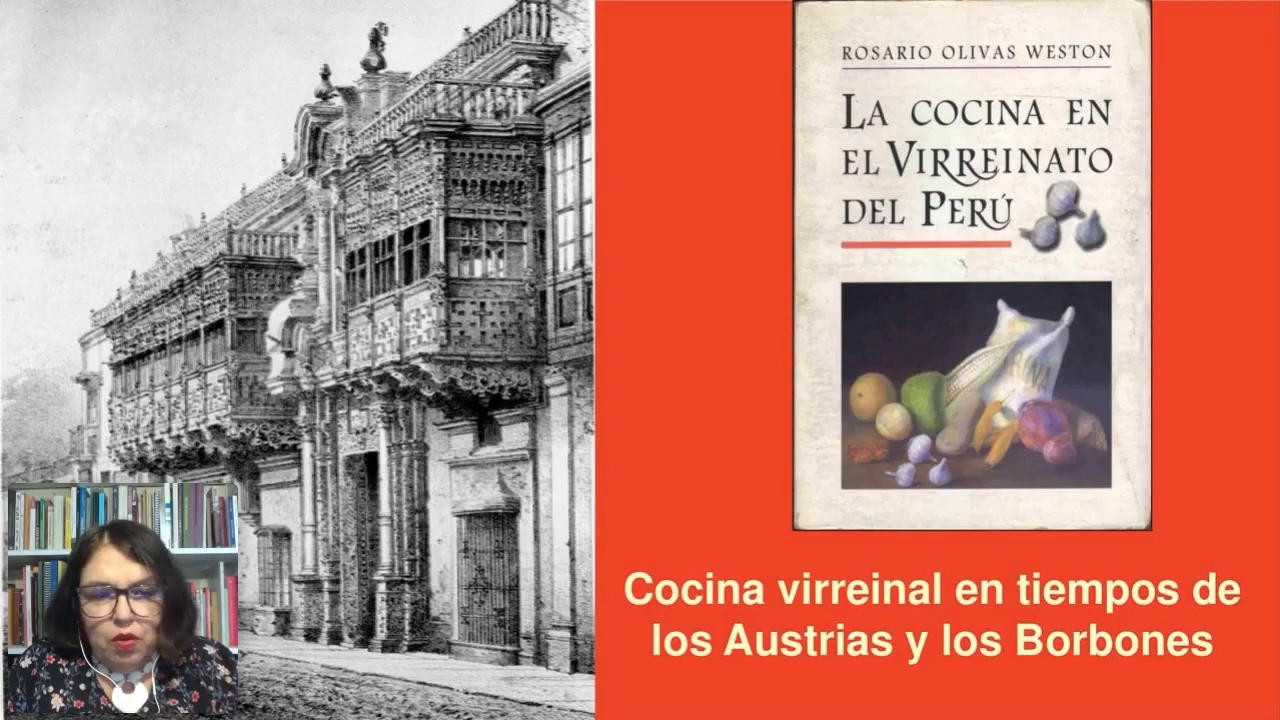 ROSARIO OLIVAS WESTON
LA COCINA EN
EL VIRREINATO
DEL PERÚ
Cocina virreinal en tiempos de
los Austrias y los Borbones